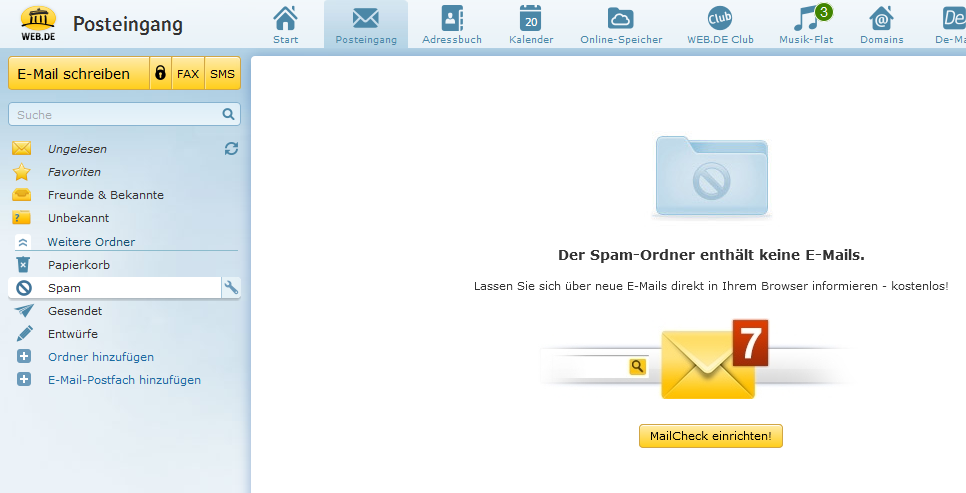 WEB.DE
Posteingang
Start
Posteingang
Adressbuch
20
Kalender
Online-Speicher
Club
WEB.DE Club
3
Musik-Flat
@
Domains
De
De-Ma
E-Mail schreiben
FAX
SMS
Suche
Ungelesen
Favoriten
Freunde & Bekannte
?
Unbekannt
Weitere Ordner
Papierkorb
Spam
Gesendet
Entwürfe
Ordner hinzufügen
E-Mail-Postfach hinzufügen
Der Spam-Ordner enthält keine E-Mails.
Lassen Sie sich über neue E-Mails direkt in Ihrem Browser informieren - kostenlos!
7
MailCheck einrichten!